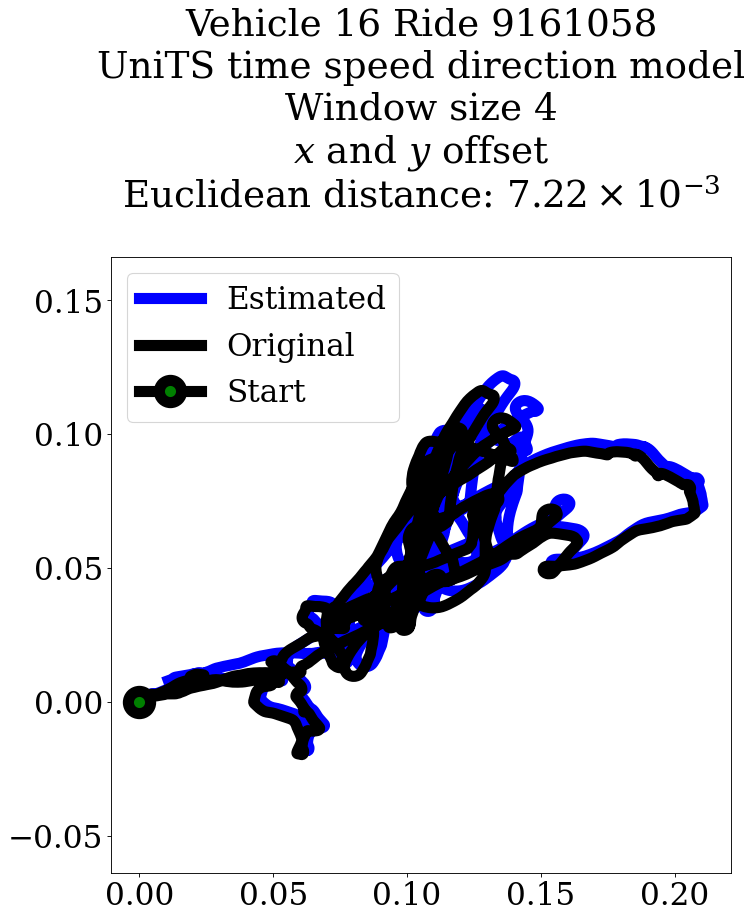 Vehicle 16 Ride 9161058
UniTS time speed direction model
Window size 4
x and y offset
Euclidean distance: 7.22 × 10⁻³
Estimated
Original
Start
0.15
0.10
0.05
0.00
−0.05
0.00 0.05 0.10 0.15 0.20